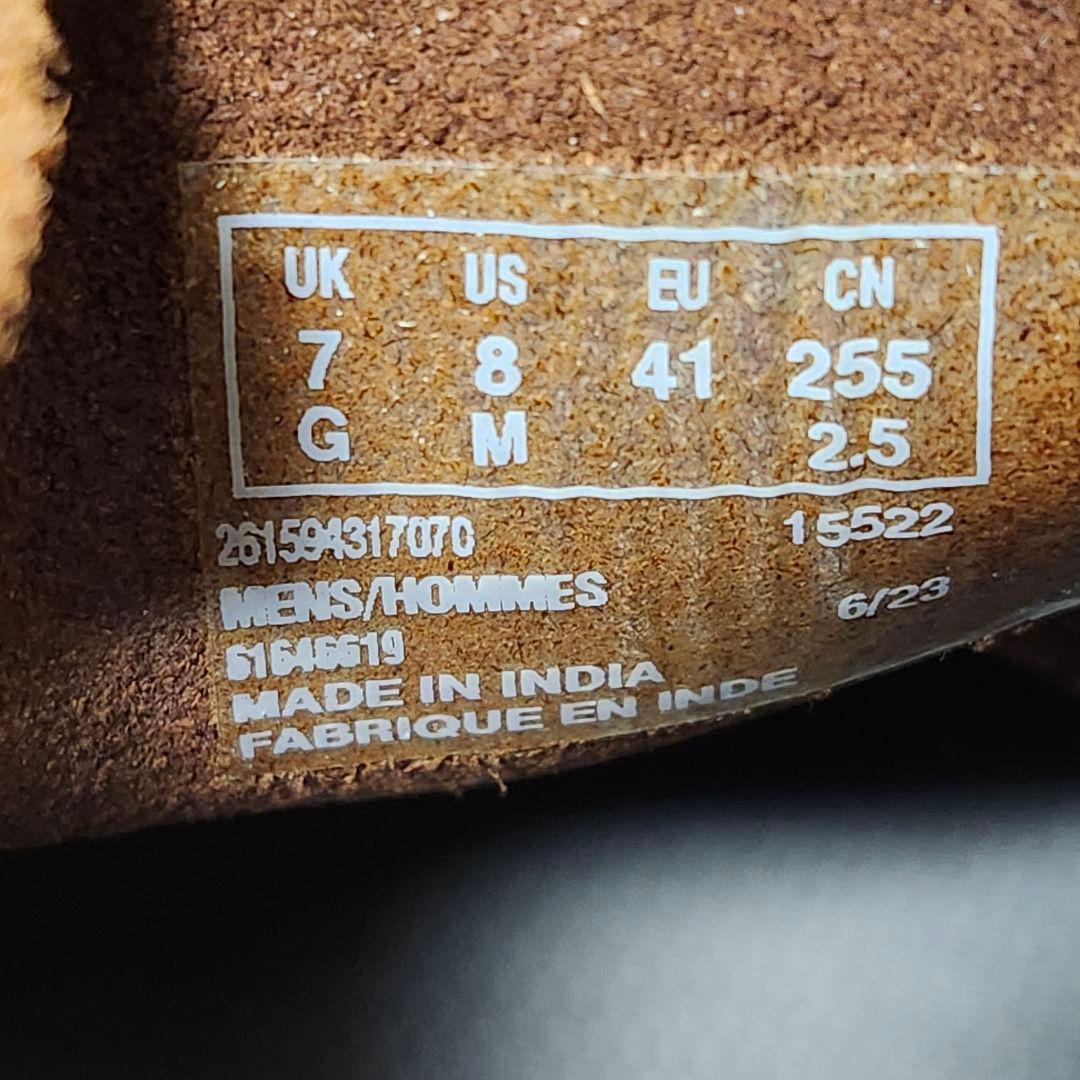 UK US EU CN
7 8 41 255
G M 2.5
261594317070 15522
MENS/HOMMES 6/23
61646619
MADE IN INDIA
FABRIQUE EN INDE